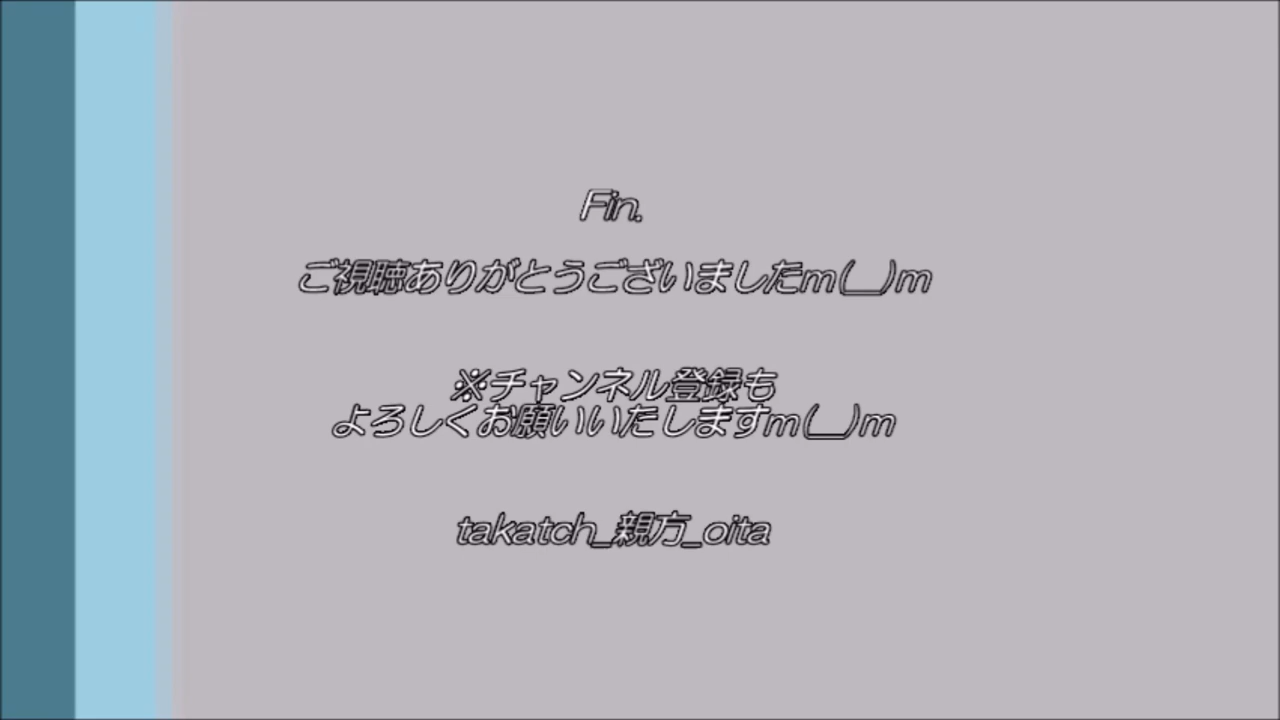 Fin.
ご視聴ありがとうございましたm(__)m
※チャンネル登録も
よろしくお願いいたしますm(__)m
takatch_親方_oita